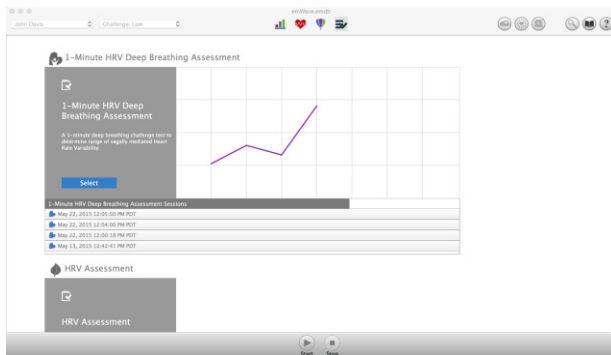 emWave.emdb
John Davis
Challenge: Low
1-Minute HRV Deep Breathing Assessment
1-Minute HRV Deep
Breathing Assessment
A 1-minute deep breathing challenge test to
determine range of vagally mediated Heart
Rate Variability.
Select
1-Minute HRV Deep Breathing Assessment Sessions
May 22, 2015 12:05:50 PM PDT
May 22, 2015 12:04:00 PM PDT
May 22, 2015 12:00:18 PM PDT
May 13, 2015 12:42:41 PM PDT
HRV Assessment
HRV Assessment
Start
Stop